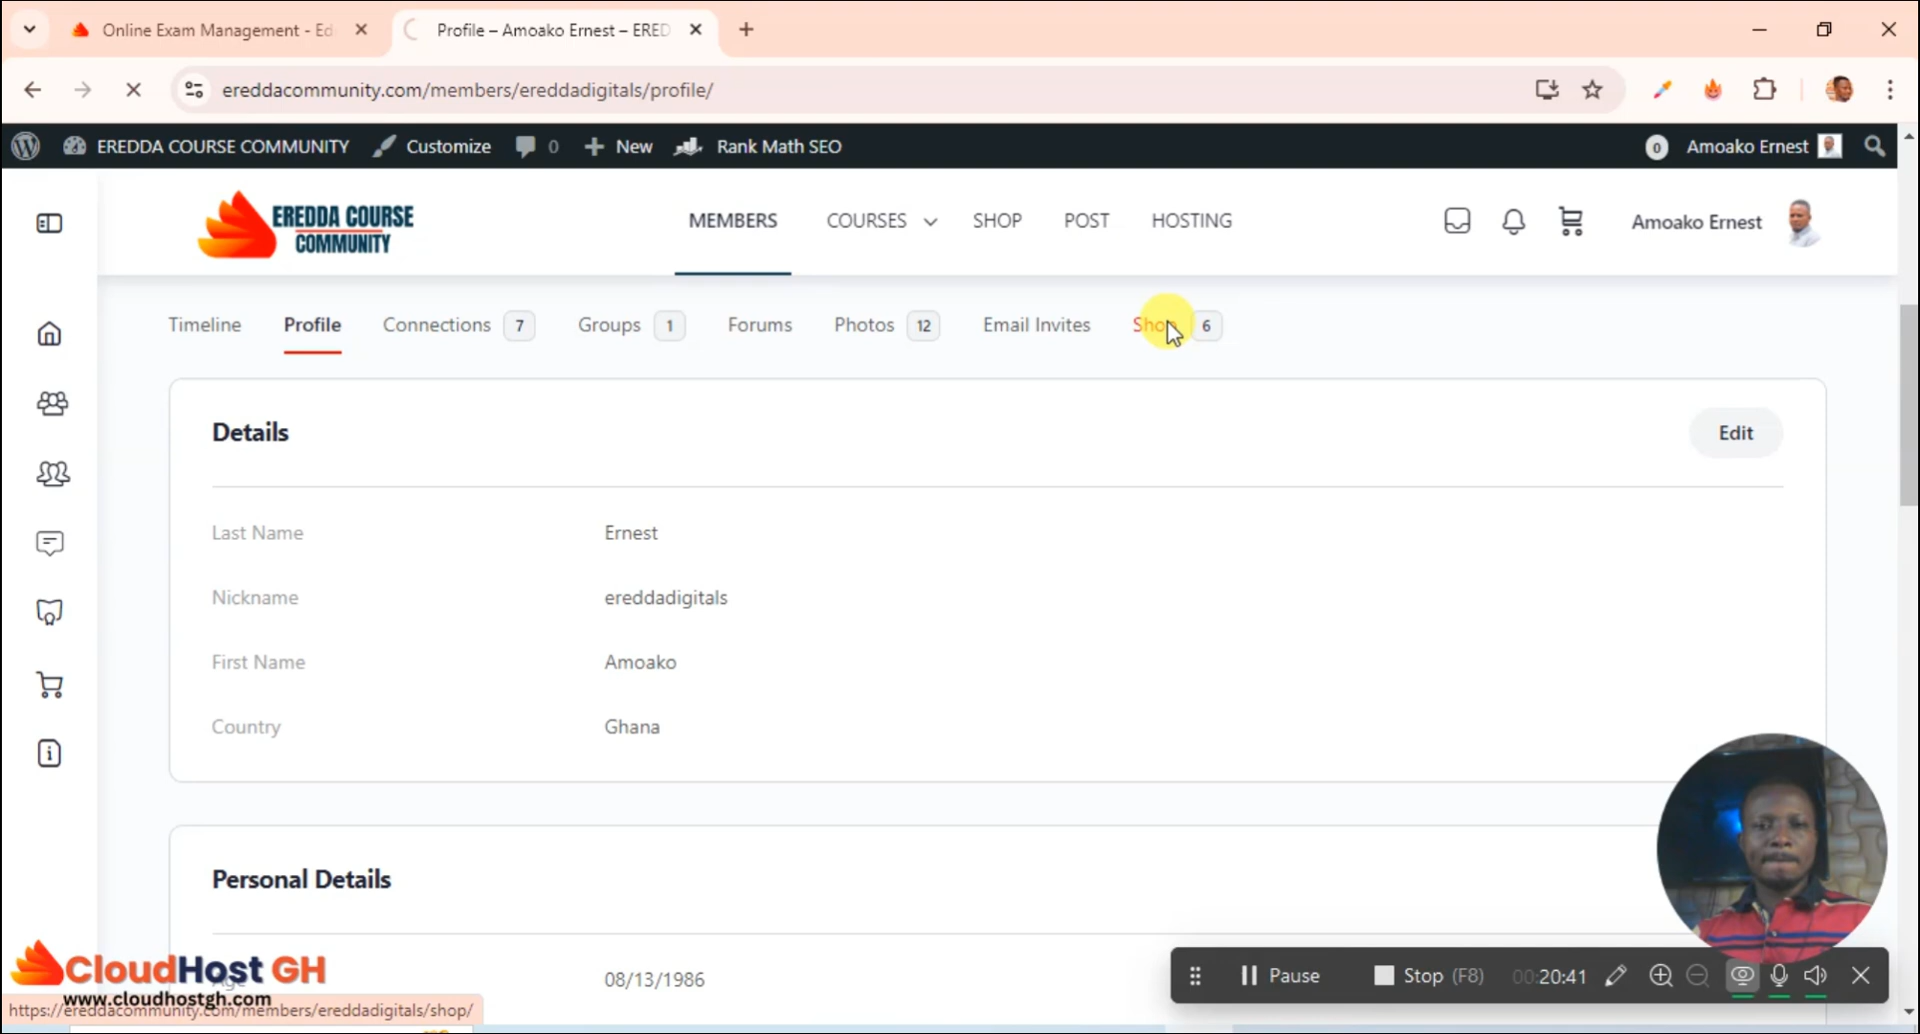 Online Exam Management - Ed
Profile – Amoako Ernest – ERED
ereddacommunity.com/members/ereddadigitals/profile/
EREDDA COURSE COMMUNITY
Customize
0
New
Rank Math SEO
0
Amoako Ernest
EREDDA COURSE
COMMUNITY
MEMBERS
COURSES
SHOP
POST
HOSTING
Amoako Ernest
Timeline
Profile
Connections 7
Groups 1
Forums
Photos 12
Email Invites
Shop 6
Details
Edit
Last Name
Ernest
Nickname
ereddadigitals
First Name
Amoako
Country
Ghana
Personal Details
Age
08/13/1986
CloudHost GH
www.cloudhostgh.com
https://ereddacommunity.com/members/ereddadigitals/shop/
Pause
Stop (F8)
00:20:41